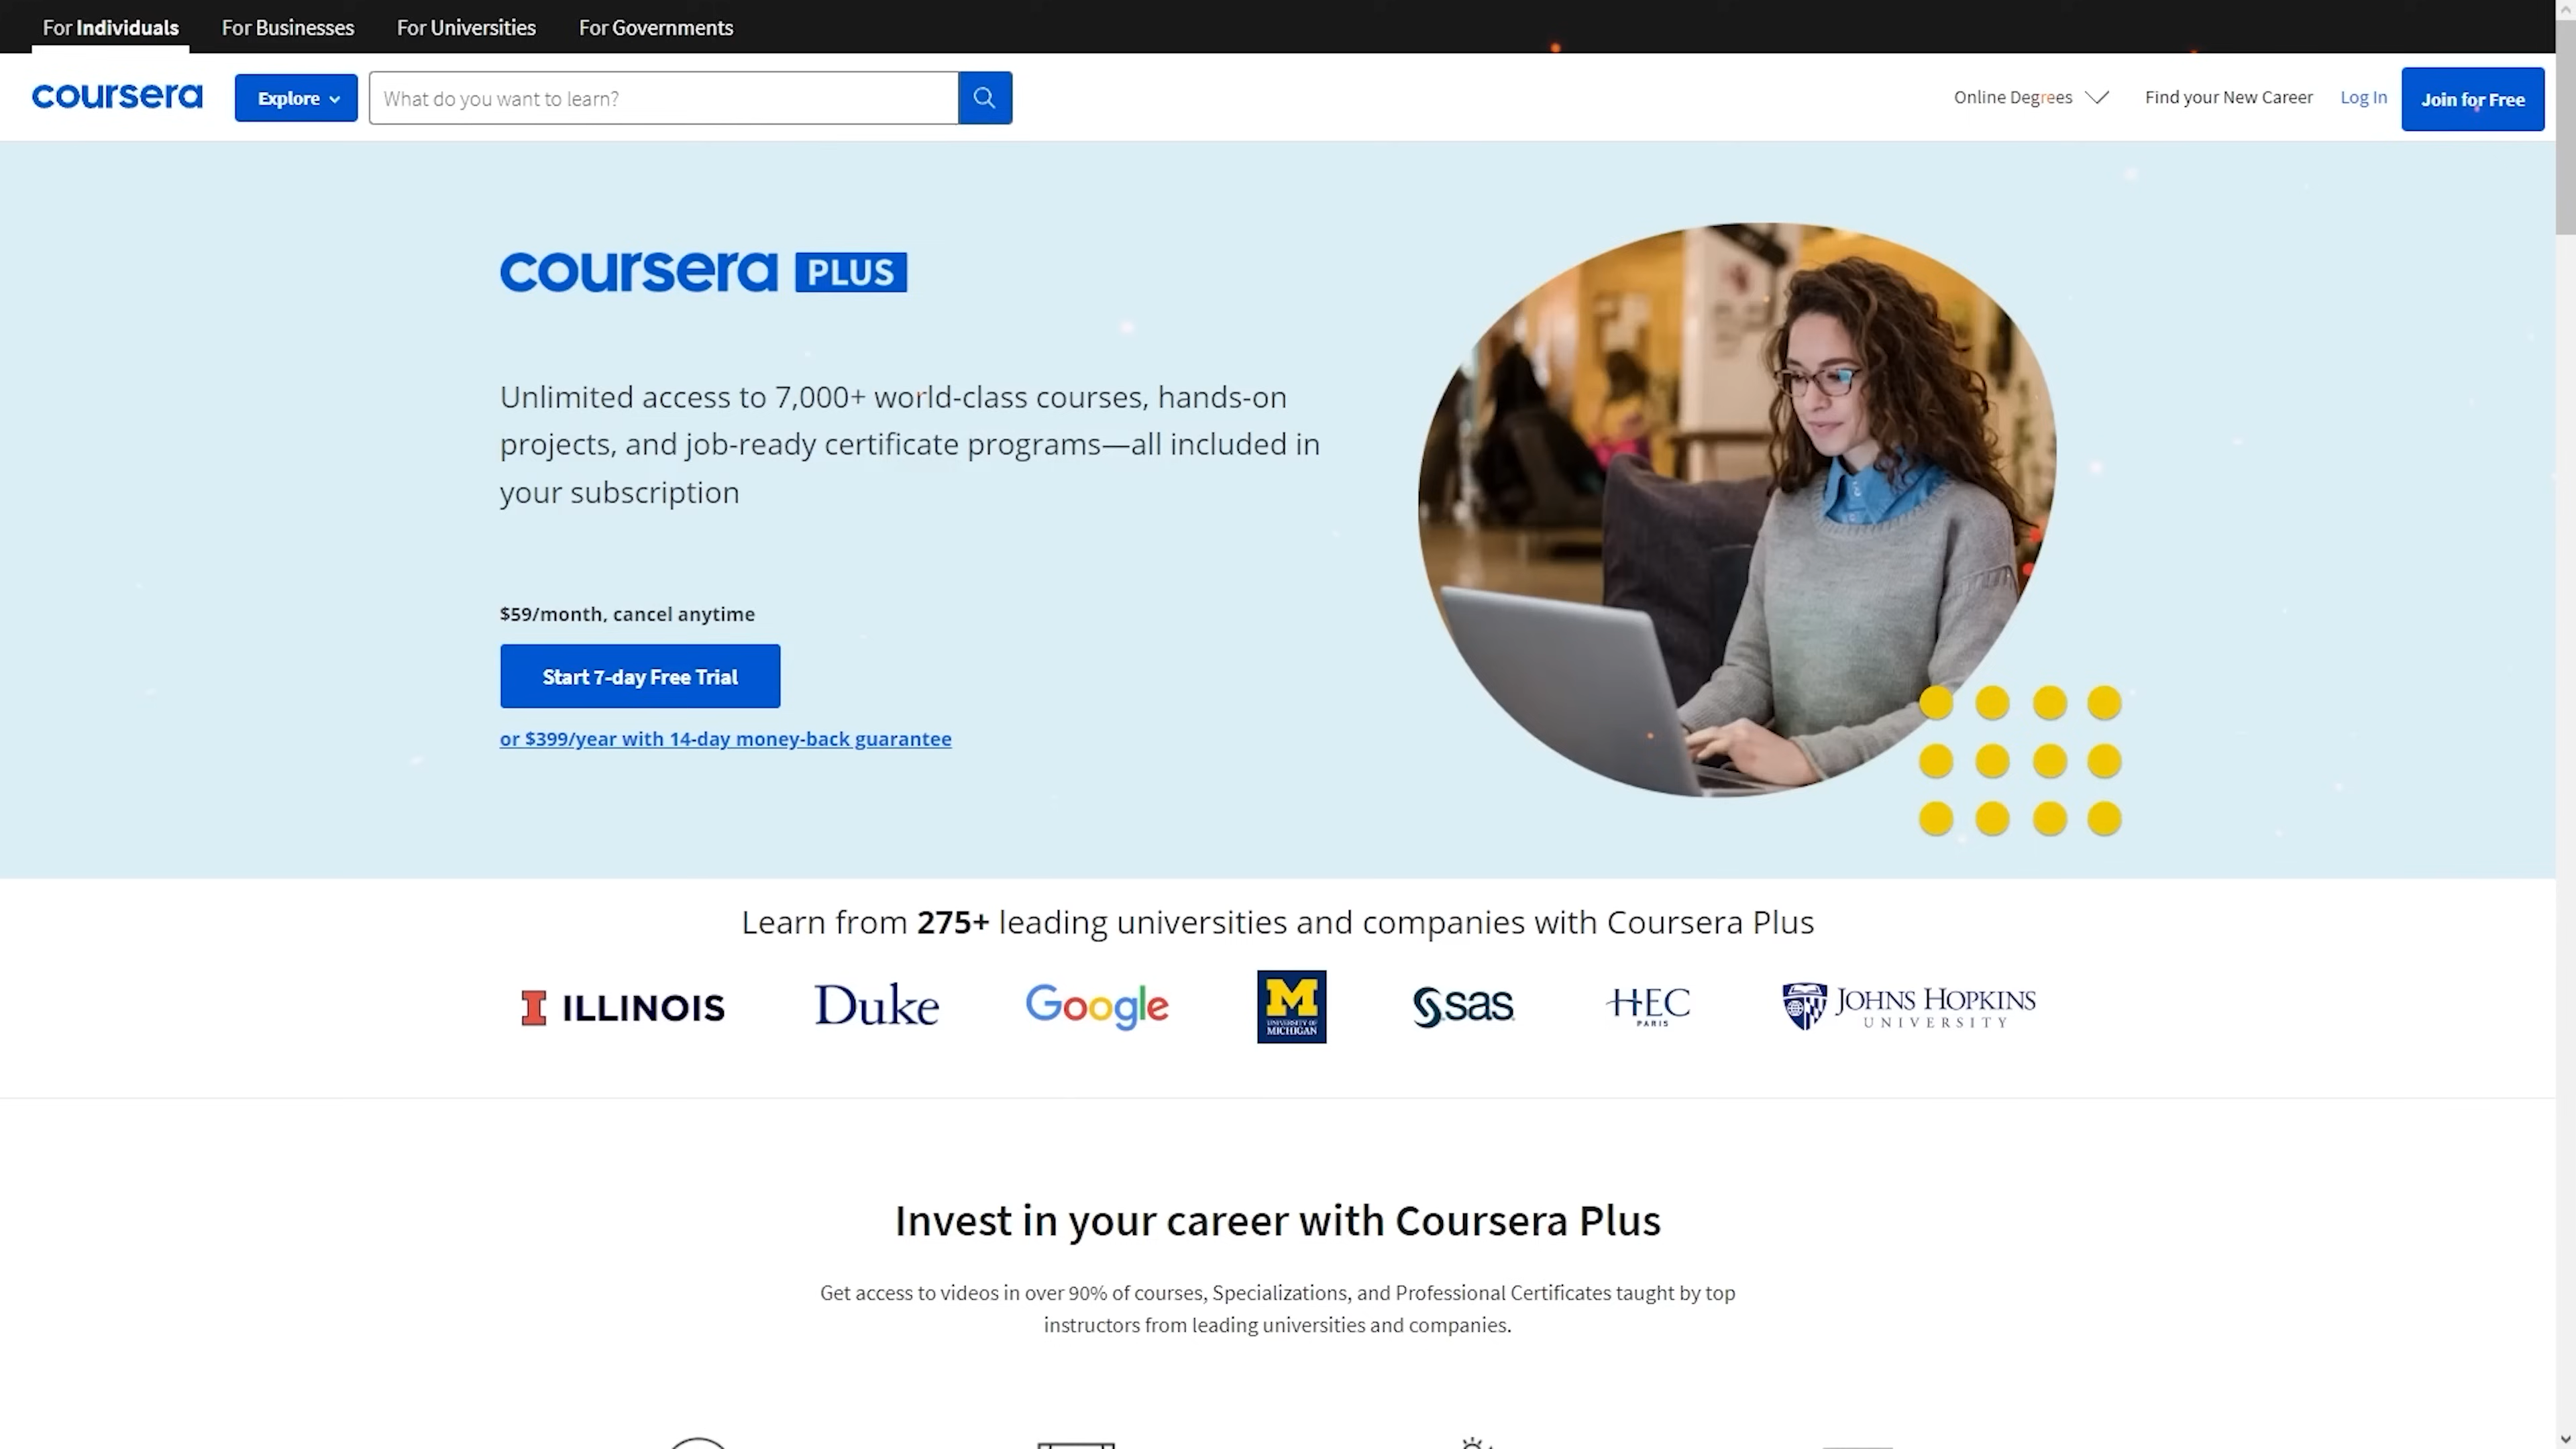 For Individuals For Businesses For Universities For Governments
coursera Explore What do you want to learn? Online Degrees Find your New Career Log In Join for Free
coursera PLUS
Unlimited access to 7,000+ world-class courses, hands-on
projects, and job-ready certificate programs—all included in
your subscription
$59/month, cancel anytime
Start 7-day Free Trial
or $399/year with 14-day money-back guarantee
Learn from 275+ leading universities and companies with Coursera Plus
I ILLINOIS Duke Google M UNIVERSITY OF MICHIGAN sas HEC PARIS JOHNS HOPKINS UNIVERSITY
Invest in your career with Coursera Plus
Get access to videos in over 90% of courses, Specializations, and Professional Certificates taught by top
instructors from leading universities and companies.